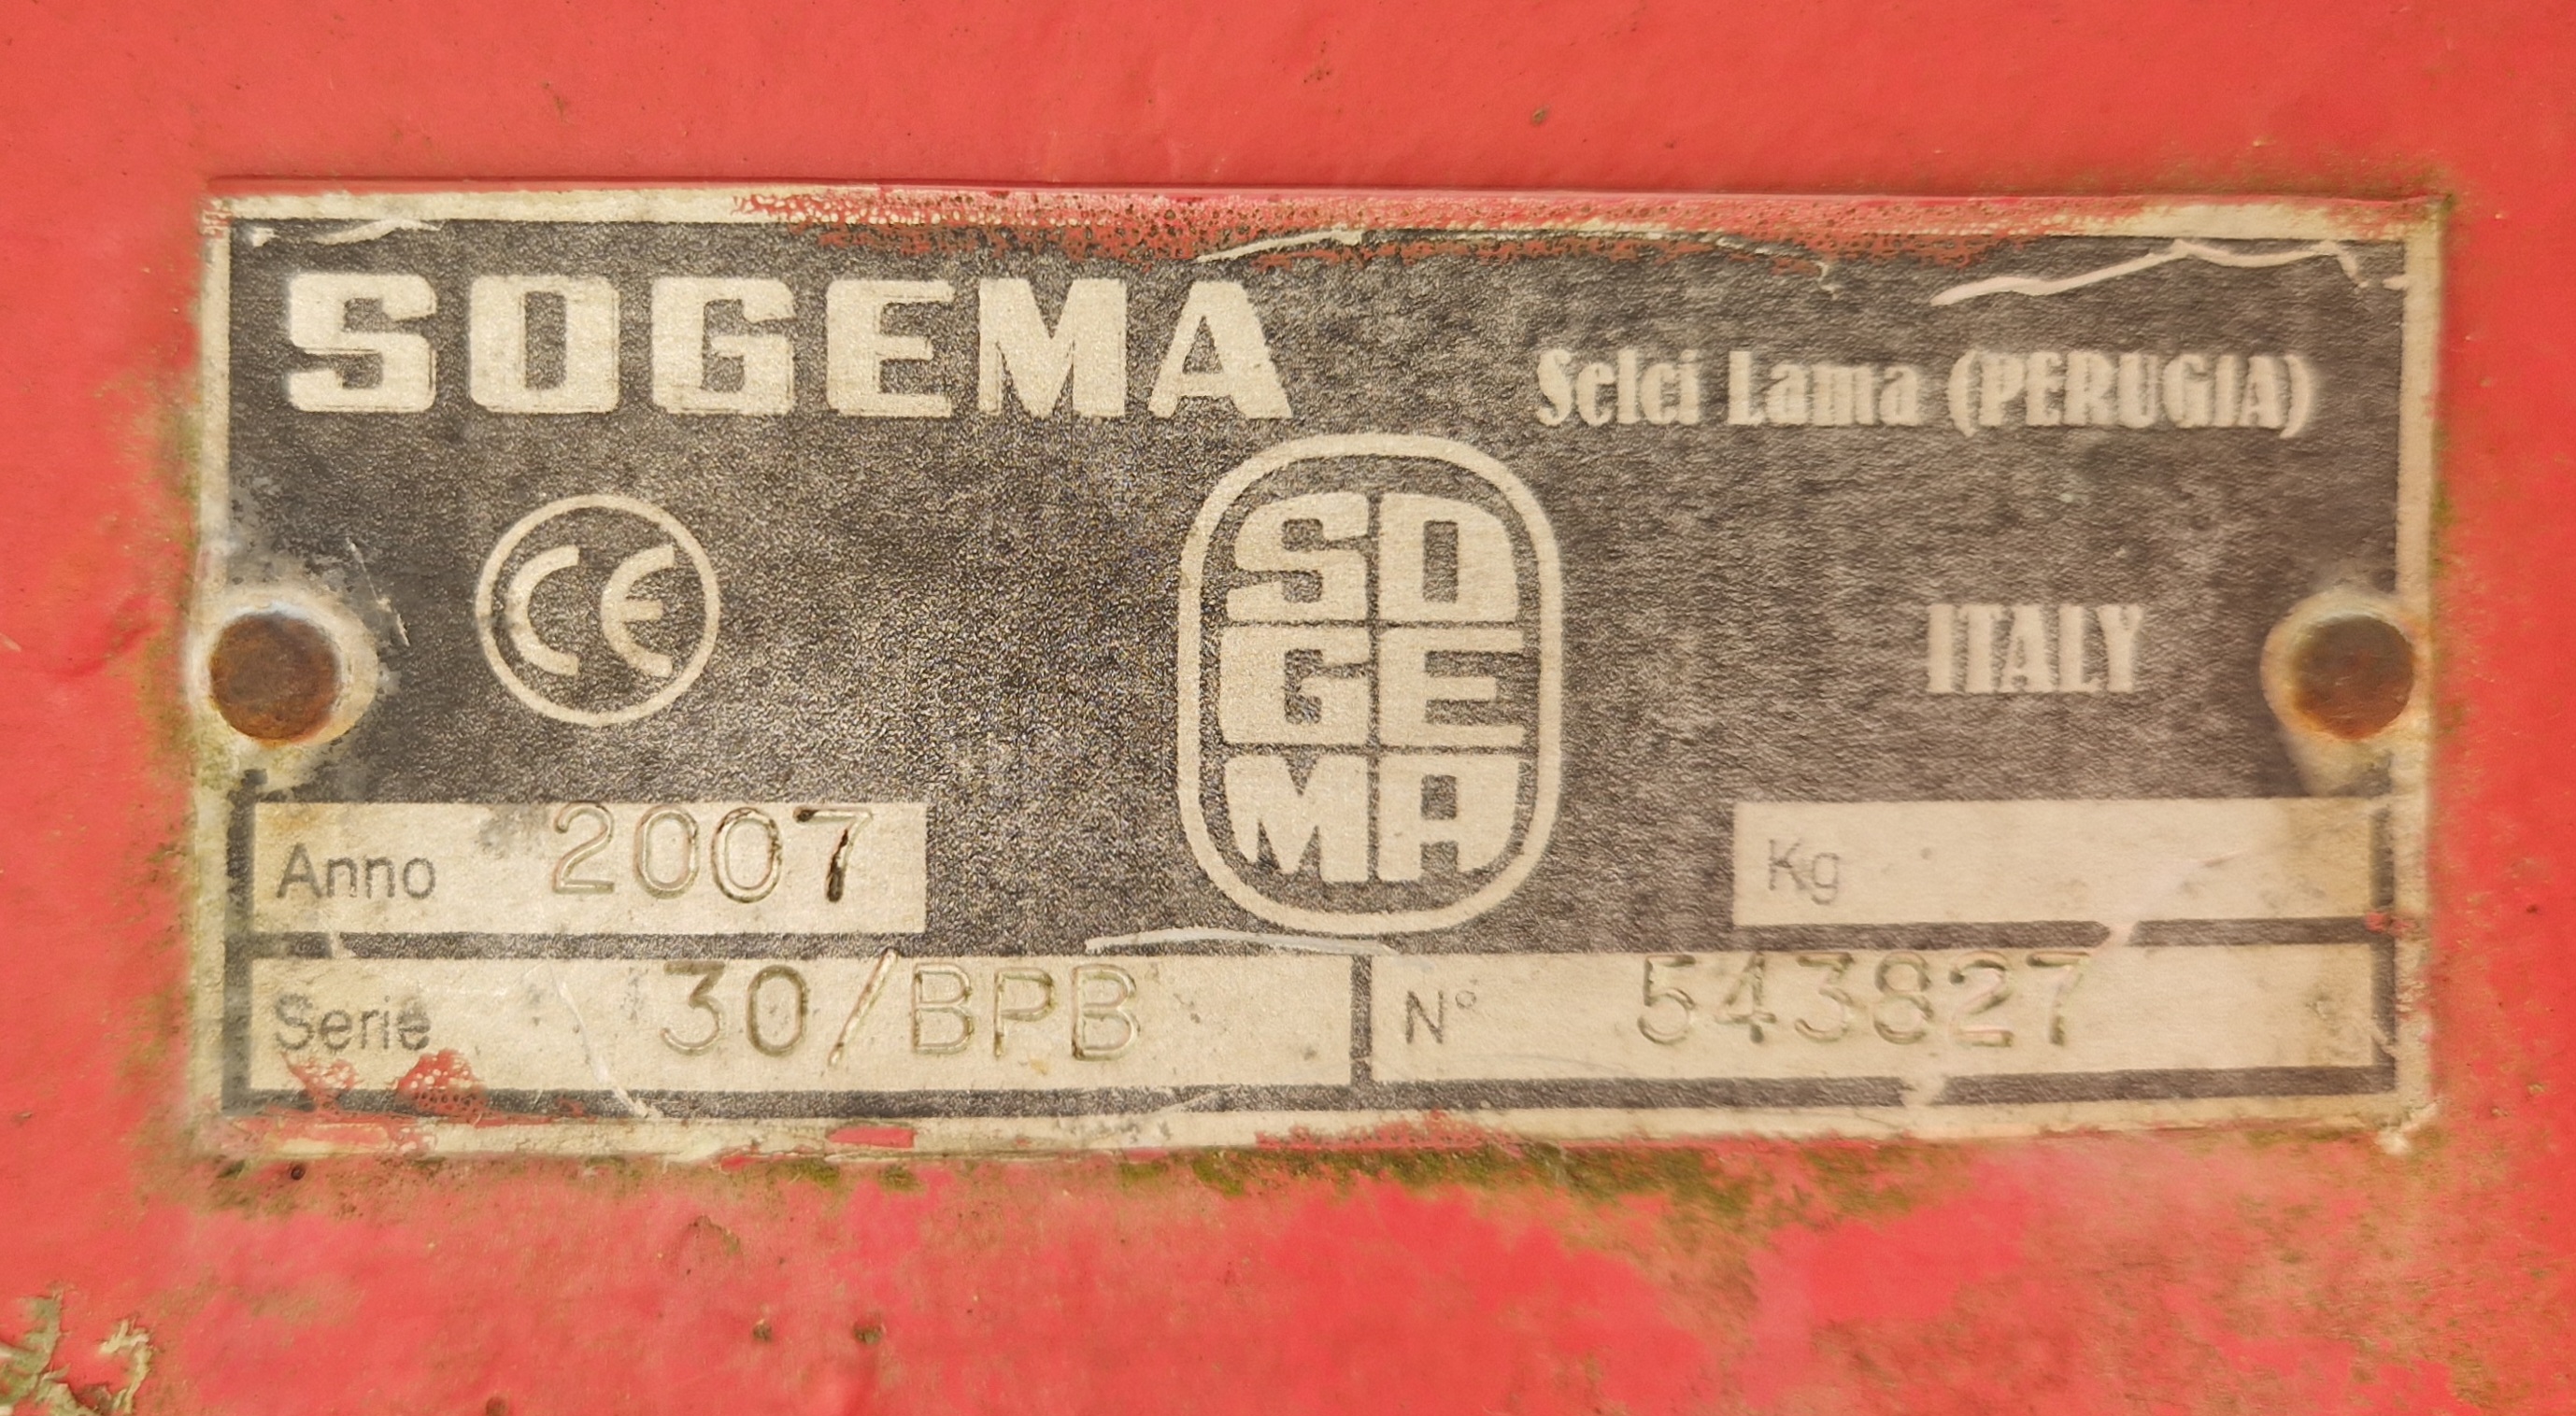 SOGEMA
Selci Lama (PERUGIA)
CE
SO
GE
MA
ITALY
Anno 2007
Kg
Serie 30/BPB
N° 543827